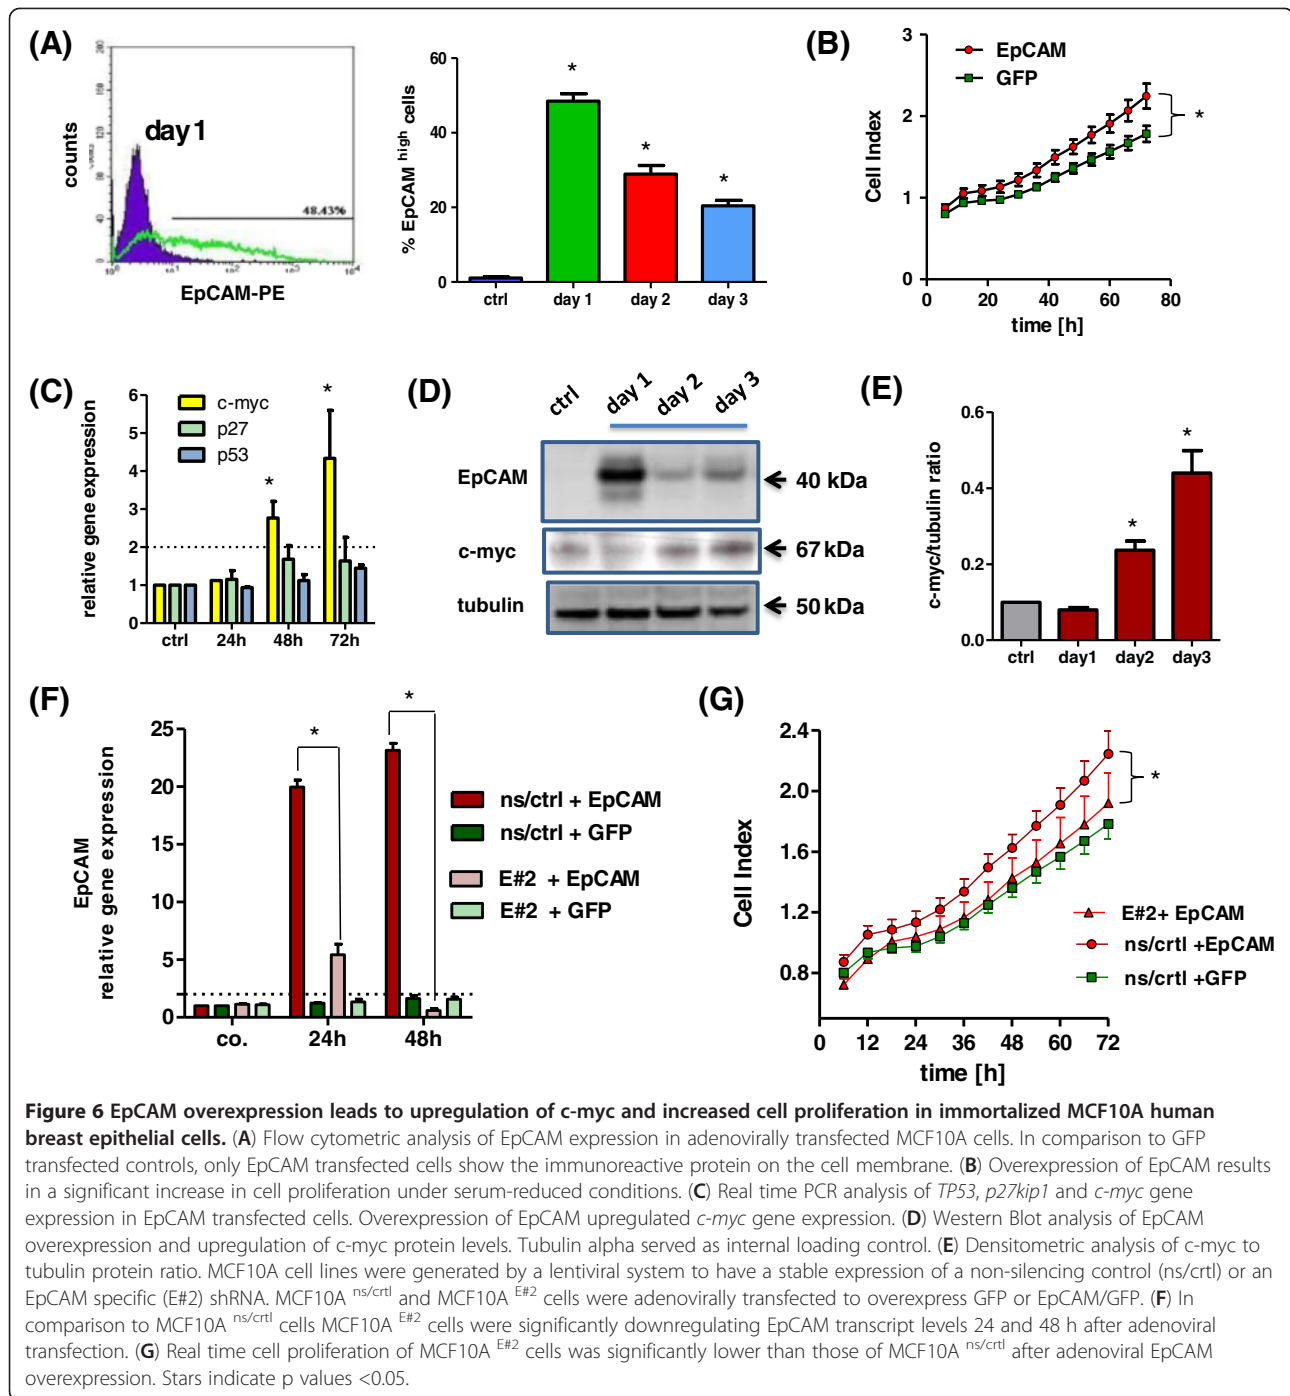 (A)
day1
counts
200
160
120
80
40
0
48.43%
10^0 10^1 10^2 10^3 10^4
EpCAM-PE
% EpCAM high cells
60
40
20
0
* * *
ctrl day 1 day 2 day 3
(B)
EpCAM
GFP
Cell Index
3
2
1
0
*
0 20 40 60 80
time [h]
(C)
relative gene expression
6
5
4
3
2
1
0
c-myc
p27
p53
* *
ctrl 24h 48h 72h
(D)
ctrl day 1 day 2 day 3
EpCAM 40 kDa
c-myc 67 kDa
tubulin 50 kDa
(E)
c-myc/tubulin ratio
0.6
0.4
0.2
0.0
* *
ctrl day1 day2 day3
(F)
EpCAM
relative gene expression
25
20
15
10
5
0
* *
co. 24h 48h
ns/ctrl + EpCAM
ns/ctrl + GFP
E#2 + EpCAM
E#2 + GFP
(G)
Cell Index
2.4
2.0
1.6
1.2
0.8
*
E#2+ EpCAM
ns/crtl +EpCAM
ns/crtl +GFP
0 12 24 36 48 60 72
time [h]
Figure 6 EpCAM overexpression leads to upregulation of c-myc and increased cell proliferation in immortalized MCF10A human
breast epithelial cells. (A) Flow cytometric analysis of EpCAM expression in adenovirally transfected MCF10A cells. In comparison to GFP
transfected controls, only EpCAM transfected cells show the immunoreactive protein on the cell membrane. (B) Overexpression of EpCAM results
in a significant increase in cell proliferation under serum-reduced conditions. (C) Real time PCR analysis of TP53, p27kip1 and c-myc gene
expression in EpCAM transfected cells. Overexpression of EpCAM upregulated c-myc gene expression. (D) Western Blot analysis of EpCAM
overexpression and upregulation of c-myc protein levels. Tubulin alpha served as internal loading control. (E) Densitometric analysis of c-myc to
tubulin protein ratio. MCF10A cell lines were generated by a lentiviral system to have a stable expression of a non-silencing control (ns/crtl) or an
EpCAM specific (E#2) shRNA. MCF10A ns/crtl and MCF10A E#2 cells were adenovirally transfected to overexpress GFP or EpCAM/GFP. (F) In
comparison to MCF10A ns/crtl cells MCF10A E#2 cells were significantly downregulating EpCAM transcript levels 24 and 48 h after adenoviral
transfection. (G) Real time cell proliferation of MCF10A E#2 cells was significantly lower than those of MCF10A ns/crtl after adenoviral EpCAM
overexpression. Stars indicate p values <0.05.